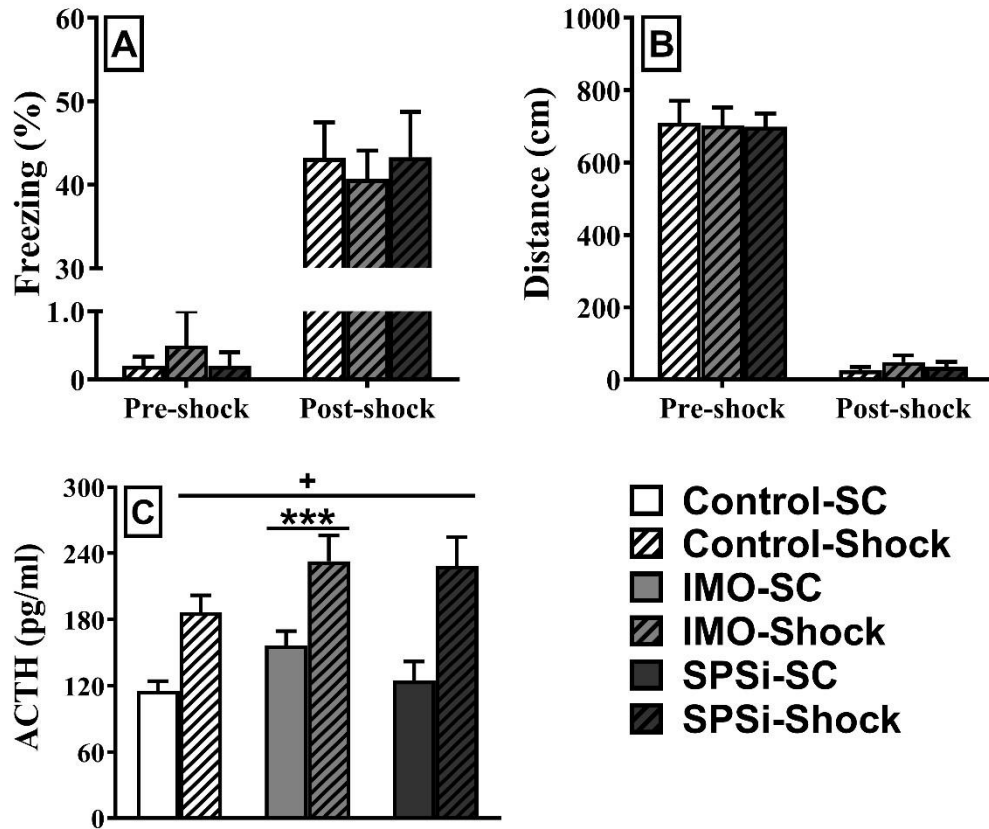 A
Freezing (%)
60
50
40
30
1.0
0
Pre-shock
Post-shock
B
Distance (cm)
1000
800
600
400
200
0
Pre-shock
Post-shock
C
ACTH (pg/ml)
300
240
180
120
60
0
+
***
Control-SC
Control-Shock
IMO-SC
IMO-Shock
SPSi-SC
SPSi-Shock